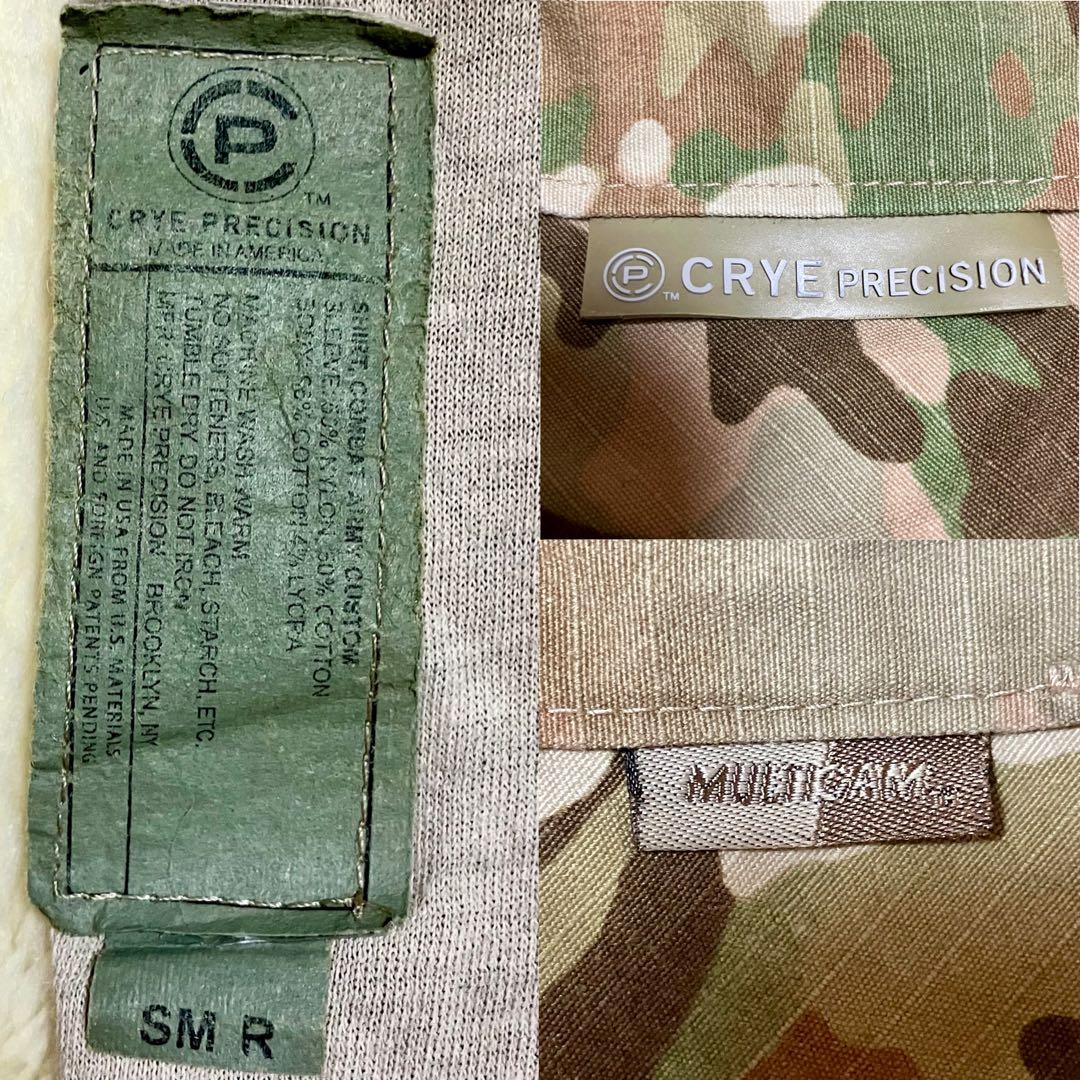 P
TM
CRYE PRECISION
MADE IN AMERICA
SHIRT, COMBAT, ARMY CUSTOM
SLEEVE: 50% NYLON, 50% COTTON
BODY: 96% COTTON 4% LYCRA
MACHINE WASH WARM
NO SOFTENERS, BLEACH, STARCH, ETC.
TUMBLE DRY, DO NOT IRON
MFR: CRYE PRECISION BROOKLYN, NY
MADE IN USA FROM U.S. MATERIALS
U.S. AND FOREIGN PATENTS PENDING
SM R
P TM CRYE PRECISION
MULTICAM